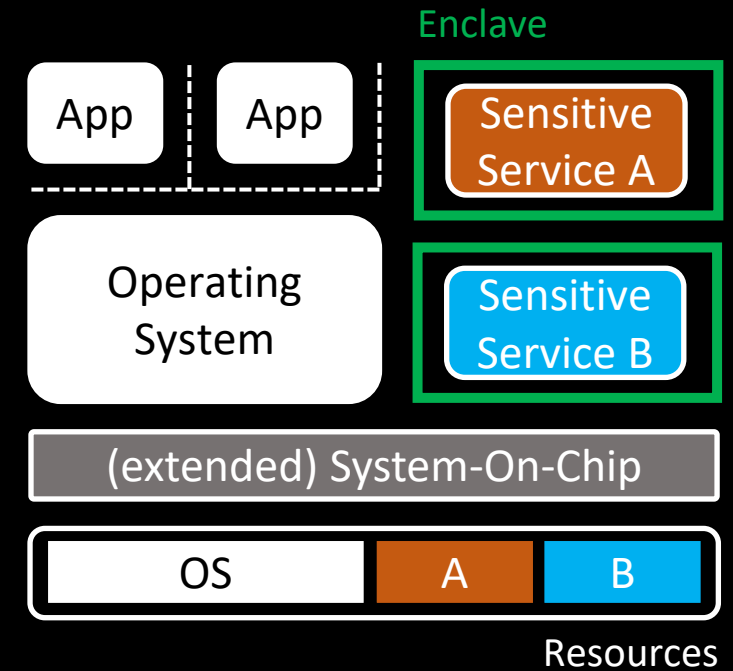 Enclave
App
App
Sensitive
Service A
Operating
System
Sensitive
Service B
(extended) System-On-Chip
OS
A
B
Resources